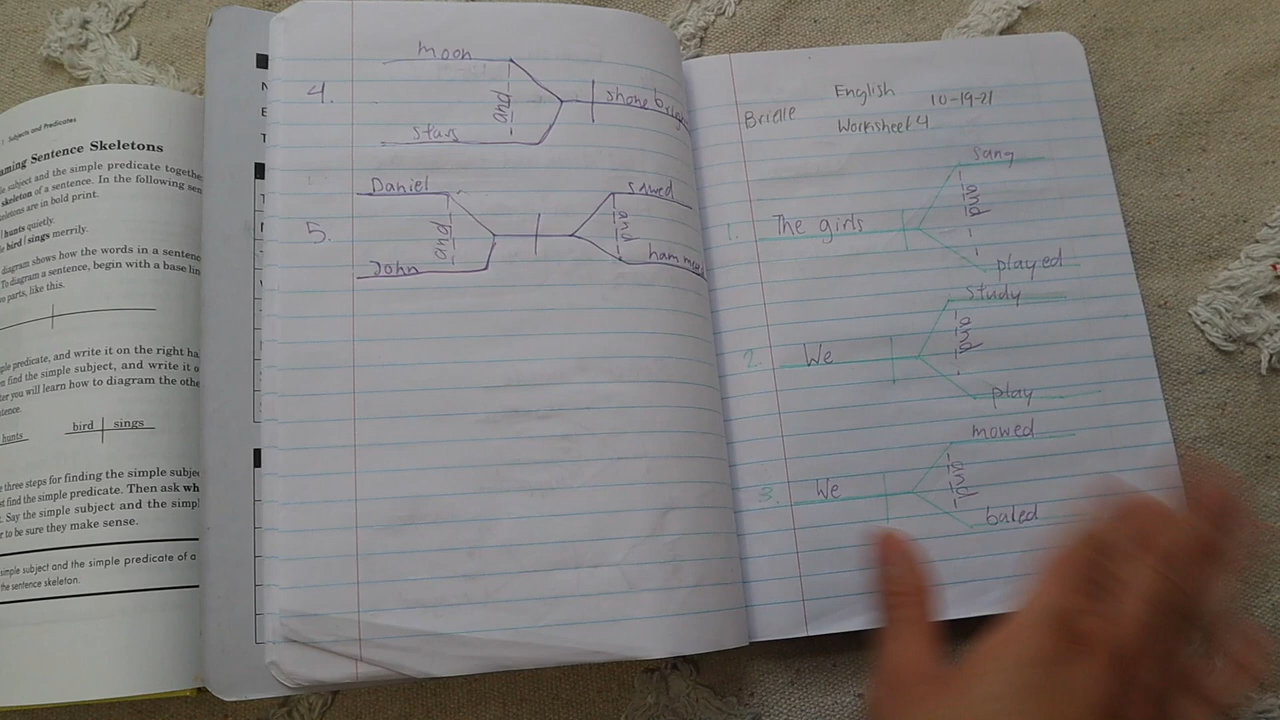 Subjects and Predicates
aming Sentence Skeletons
le subject and the simple predicate togethe
skeleton of a sentence. In the following sen
eletons are in bold print.
hunts quietly.
bird | sings merrily.
diagram shows how the words in a sentenc
To diagram a sentence, begin with a base lin
o parts, like this.
ple predicate, and write it on the right ha
n find the simple subject, and write it o
ter you will learn how to diagram the othe
tence.
hunts
bird | sings
e three steps for finding the simple subje
st find the simple predicate. Then ask wh
. Say the simple subject and the simpl
r to be sure they make sense.
simple subject and the simple predicate of a
the sentence skeleton.
N
E
T
4.
moon
and
stars
shone brig
5.
Daniel
and
John
sawed
and
hamme
Brielle
English
10-19-21
Worksheet 4
1.
The girls
sang
and
played
2.
We
study
and
play
3.
We
mowed
and
baled